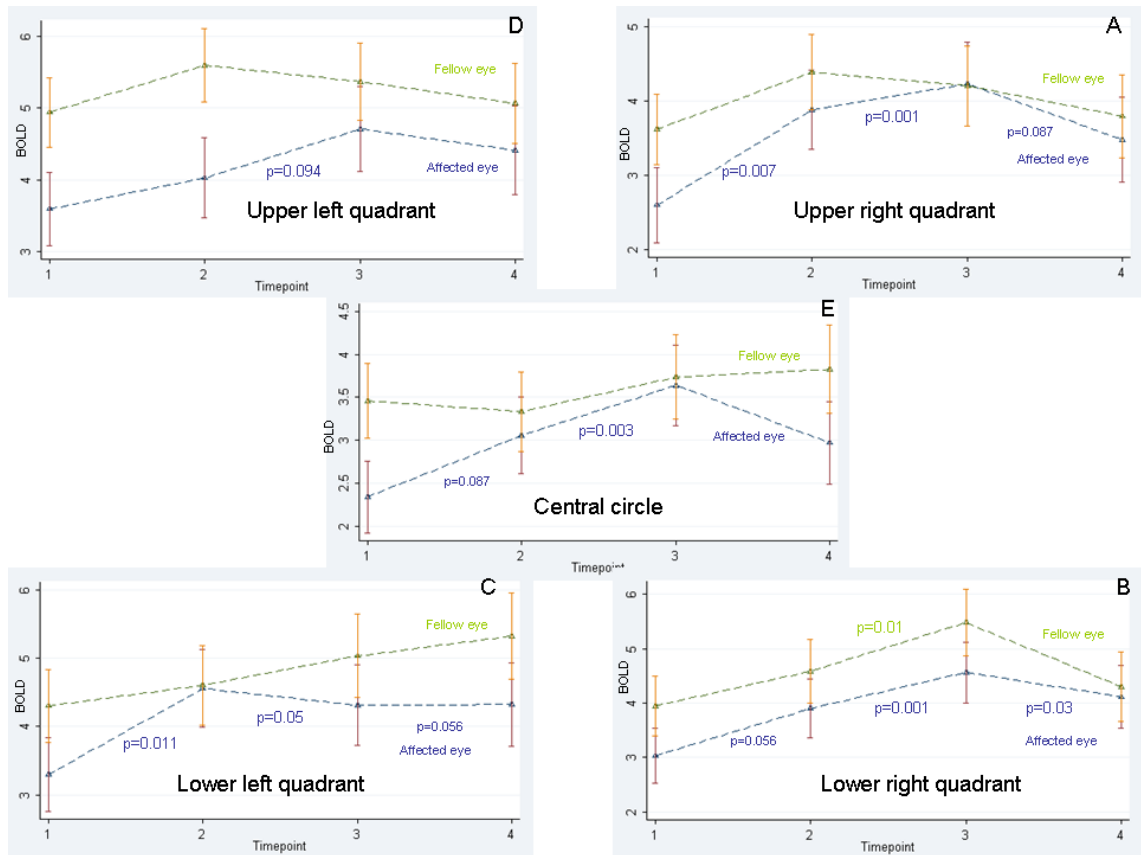 D
6
5
4
3
BOLD
Fellow eye
Affected eye
p=0.094
Upper left quadrant
1 2 3 4
Timepoint
A
5
4
3
2
BOLD
Fellow eye
p=0.001
p=0.087
Affected eye
p=0.007
Upper right quadrant
1 2 3 4
Timepoint
E
4.5
4
3.5
3
2.5
2
BOLD
Fellow eye
p=0.003
Affected eye
p=0.087
Central circle
1 2 3 4
Timepoint
C
6
5
4
3
BOLD
Fellow eye
p=0.05
p=0.056
p=0.011
Affected eye
Lower left quadrant
1 2 3 4
Timepoint
B
6
5
4
3
2
BOLD
p=0.01
Fellow eye
p=0.001
p=0.03
p=0.056
Affected eye
Lower right quadrant
1 2 3 4
Timepoint